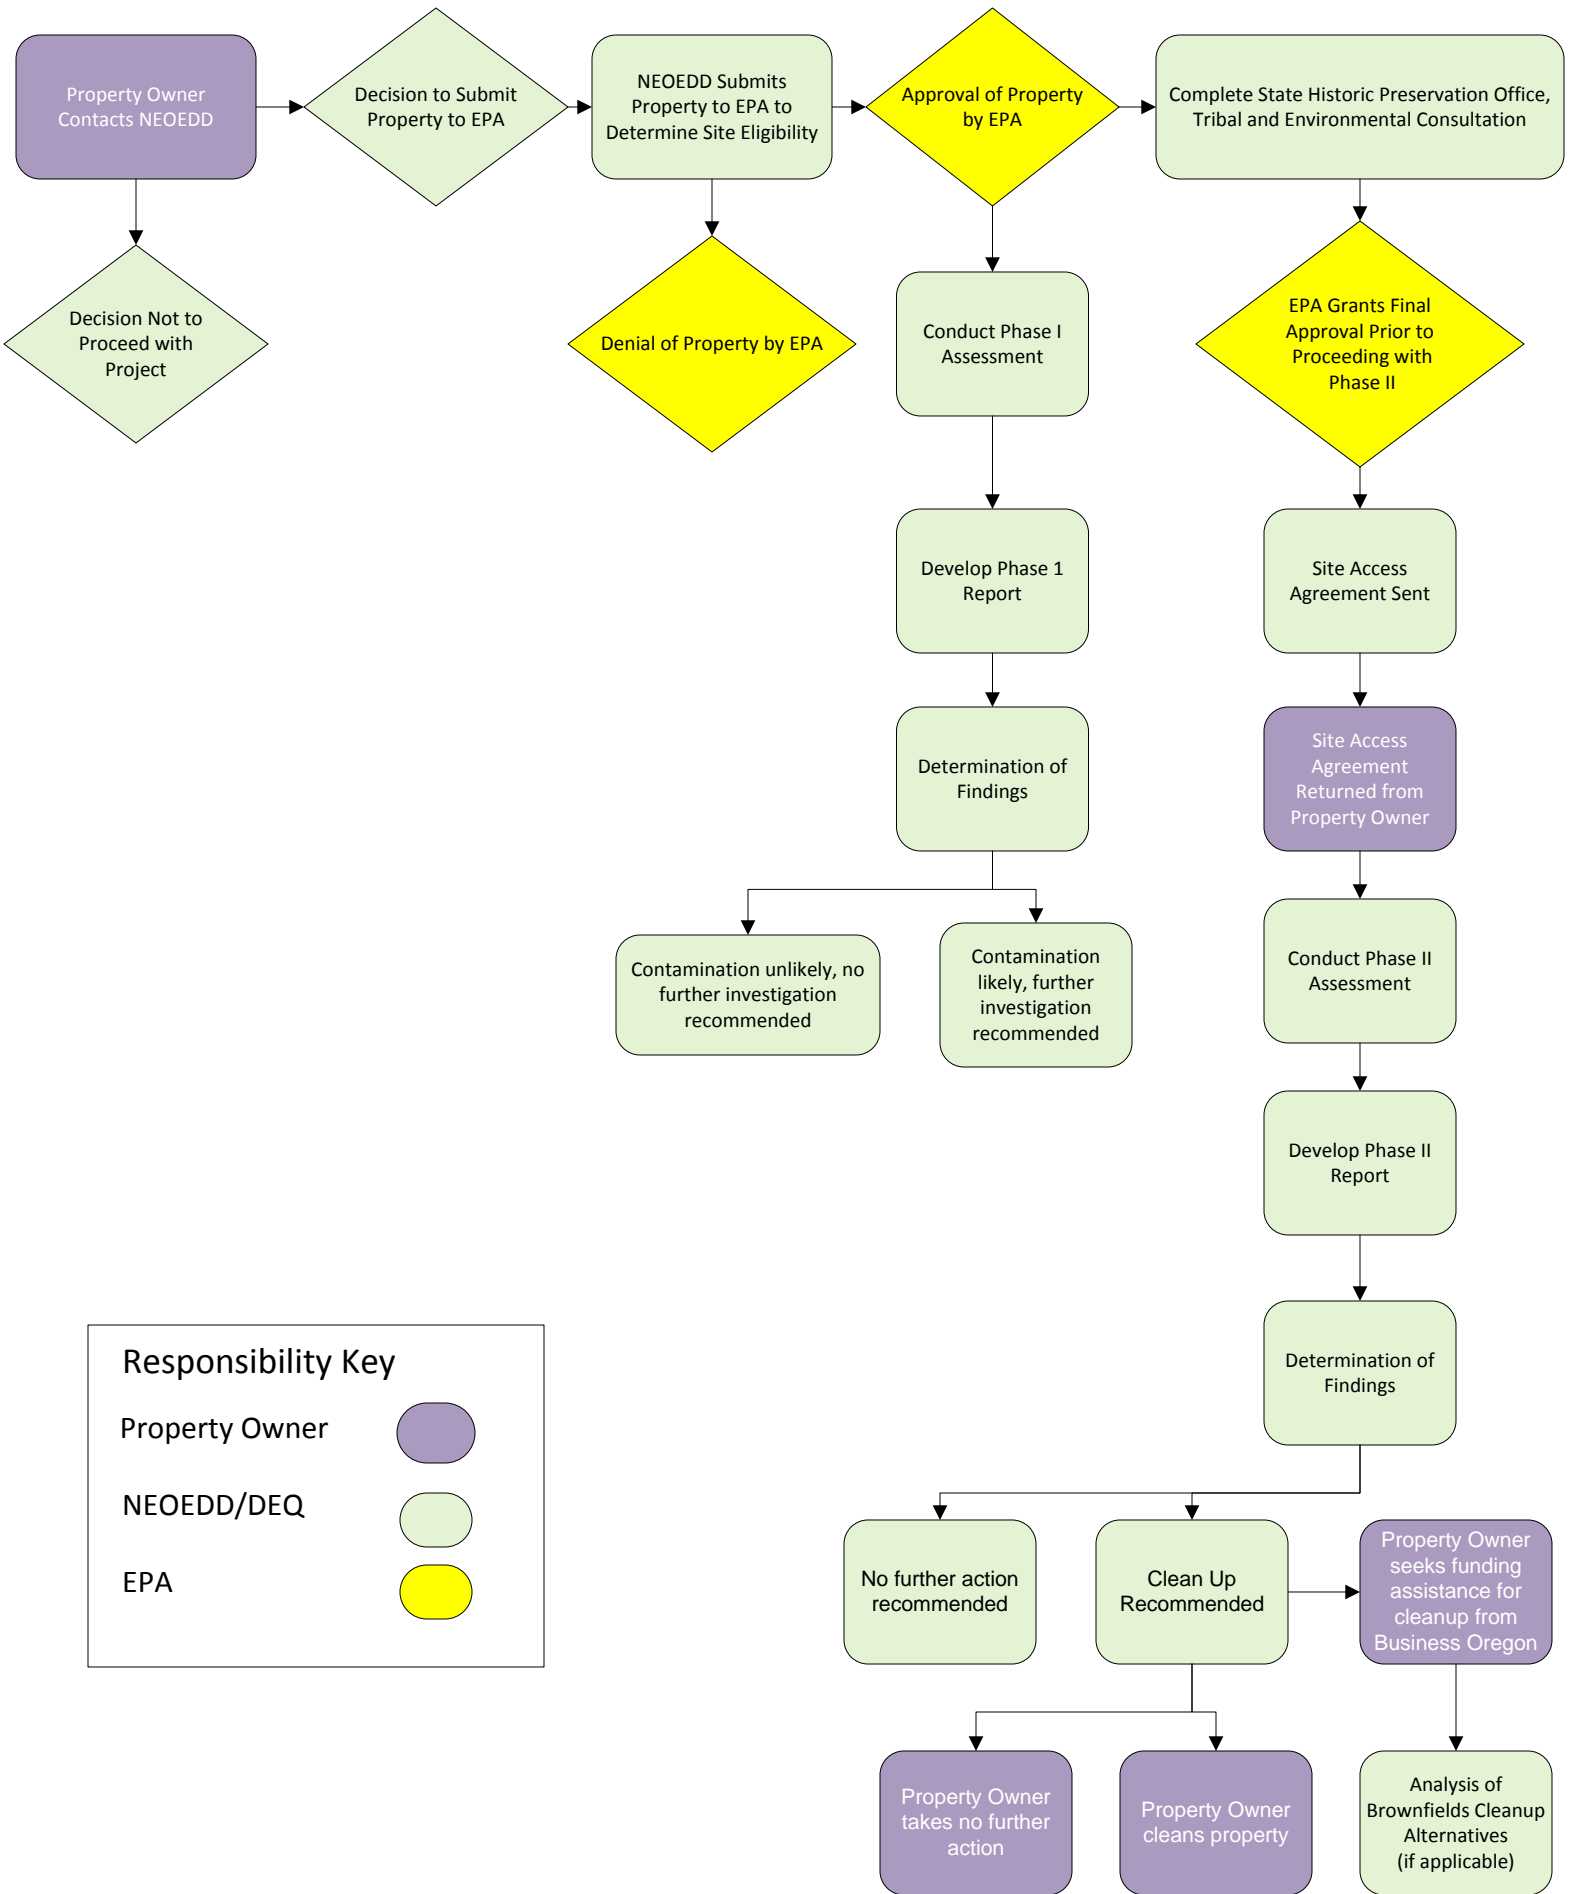 Property Owner
Contacts NEOEDD
Decision to Submit
Property to EPA
NEOEDD Submits
Property to EPA to
Determine Site Eligibility
Approval of Property
by EPA
Complete State Historic Preservation Office,
Tribal and Environmental Consultation
Decision Not to
Proceed with
Project
Denial of Property by EPA
Conduct Phase I
Assessment
EPA Grants Final
Approval Prior to
Proceeding with
Phase II
Develop Phase 1
Report
Site Access
Agreement Sent
Determination of
Findings
Site Access
Agreement
Returned from
Property Owner
Contamination unlikely, no
further investigation
recommended
Contamination
likely, further
investigation
recommended
Conduct Phase II
Assessment
Develop Phase II
Report
Determination of
Findings
Responsibility Key
Property Owner
NEOEDD/DEQ
EPA
No further action
recommended
Clean Up
Recommended
Property Owner
seeks funding
assistance for
cleanup from
Business Oregon
Property Owner
takes no further
action
Property Owner
cleans property
Analysis of
Brownfields Cleanup
Alternatives
(if applicable)